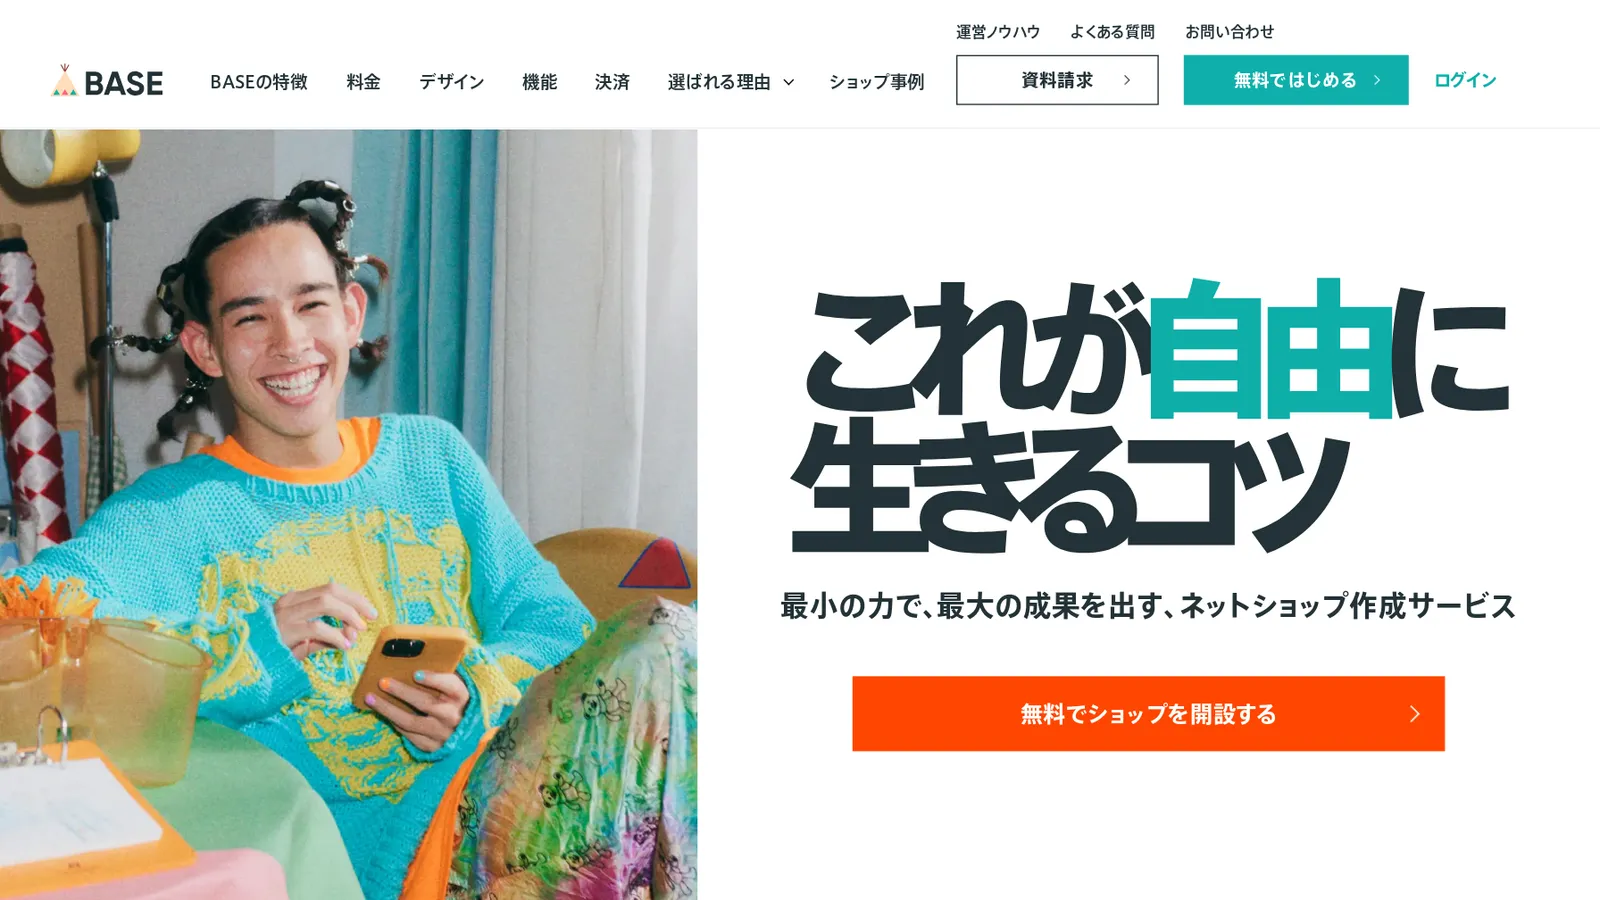 運営ノウハウ よくある質問 お問い合わせ
BASE BASEの特徴 料金 デザイン 機能 決済 選ばれる理由 ショップ事例 資料請求 無料ではじめる ログイン
これが自由に
生きるコツ
最小の力で、最大の成果を出す、ネットショップ作成サービス
無料でショップを開設する